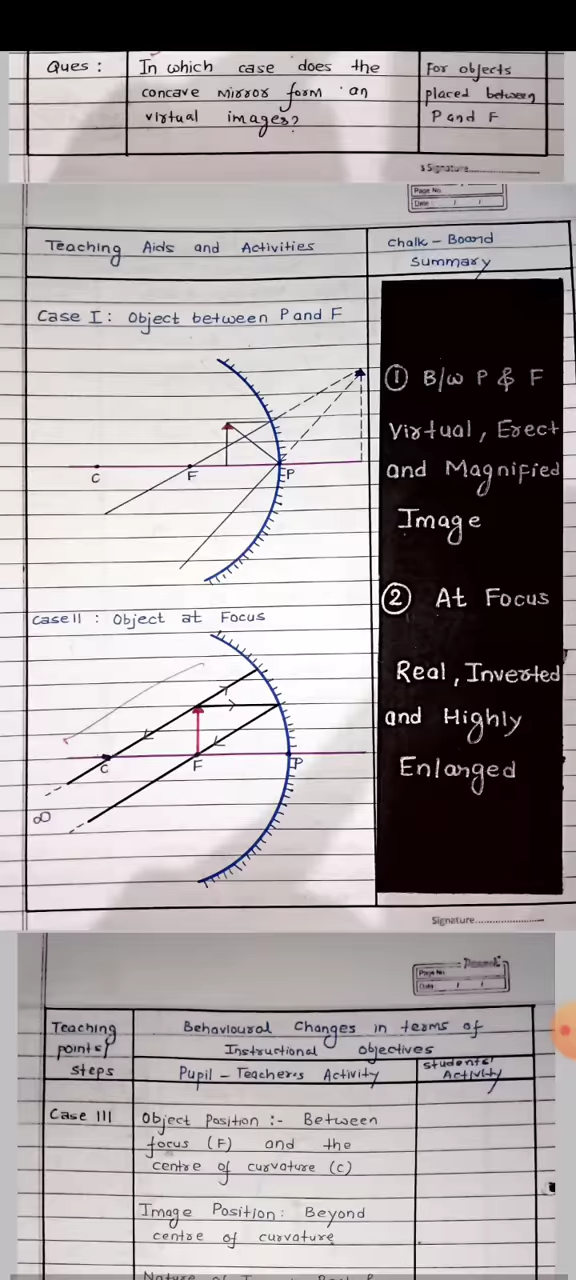 Ques :
In which case does the
concave mirror form an
virtual images?
For objects
placed between
P and F
s Signature
Page No.
Date : / /
Teaching Aids and Activities
Chalk - Board
Summary
Case I : Object between P and F
C
F
P
① B/w P & F
Virtual, Erect
and Magnified
Image
Case II : Object at Focus
C
F
P
∞
② At Focus
Real, Inverted
and Highly
Enlarged
Signature
Page No.
Date / /
Teaching
points/
steps
Behavioural Changes in terms of
Instructional objectives
Pupil - Teacher's Activity
Students'
Activity
Case III
Object Position :- Between
focus (F) and the
centre of curvature (C)
Image Position : Beyond
centre of curvature